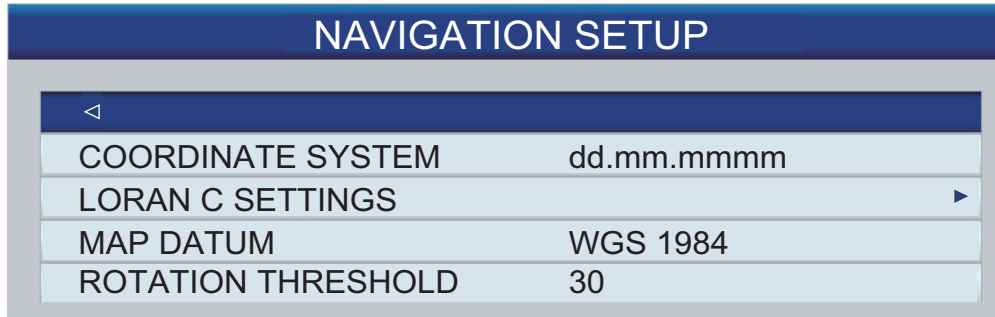 NAVIGATION SETUP
COORDINATE SYSTEM dd.mm.mmmm
LORAN C SETTINGS
MAP DATUM WGS 1984
ROTATION THRESHOLD 30